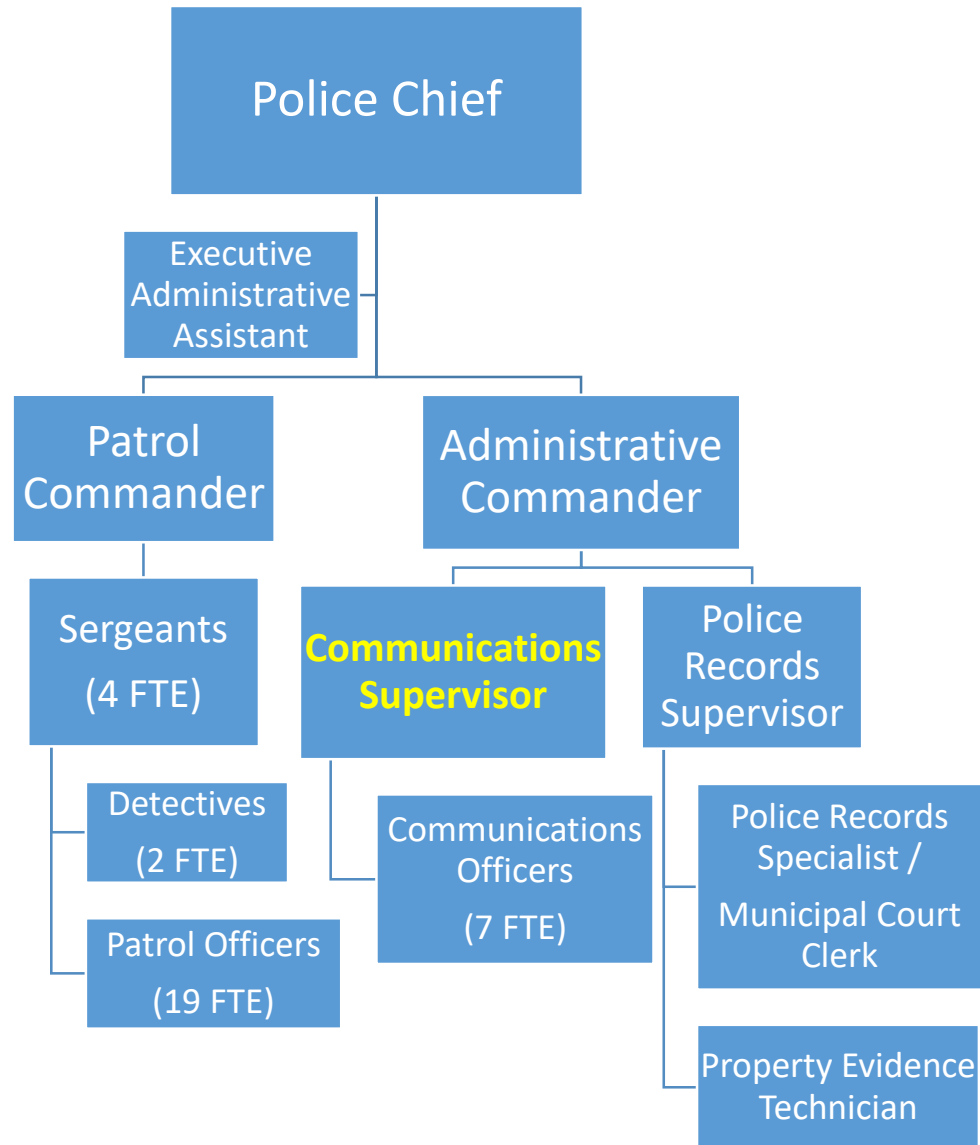 Police Chief
Executive
Administrative
Assistant
Patrol
Commander
Administrative
Commander
Sergeants
(4 FTE)
Communications
Supervisor
Police
Records
Supervisor
Detectives
(2 FTE)
Patrol Officers
(19 FTE)
Communications
Officers
(7 FTE)
Police Records
Specialist /
Municipal Court
Clerk
Property Evidence
Technician